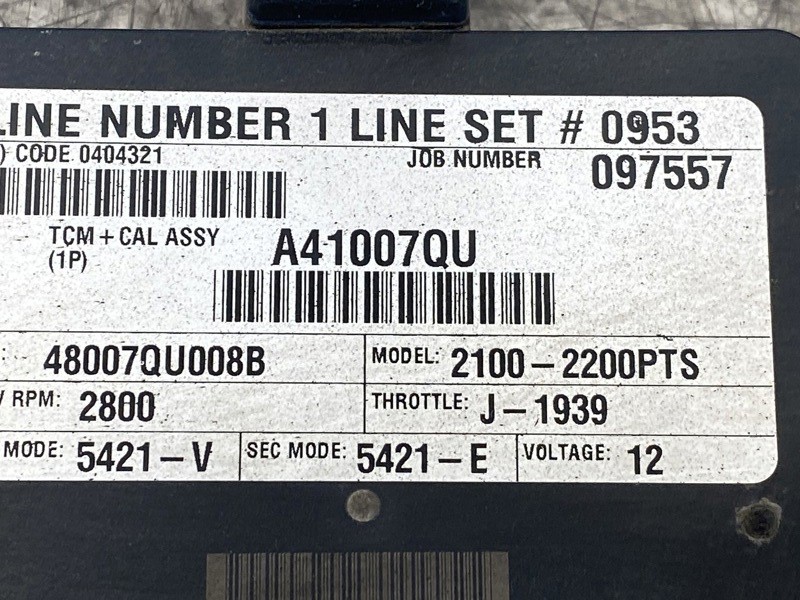 LINE NUMBER 1 LINE SET # 0953
) CODE 0404321 JOB NUMBER 097557
TCM + CAL ASSY A41007QU
(1P)
: 48007QU008B MODEL: 2100-2200PTS
/ RPM: 2800 THROTTLE: J-1939
MODE: 5421-V SEC MODE: 5421-E VOLTAGE: 12